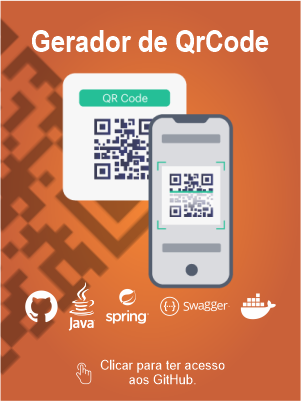 Gerador de QrCode
QR Code
Java
spring
Swagger
Clicar para ter acesso
aos GitHub.